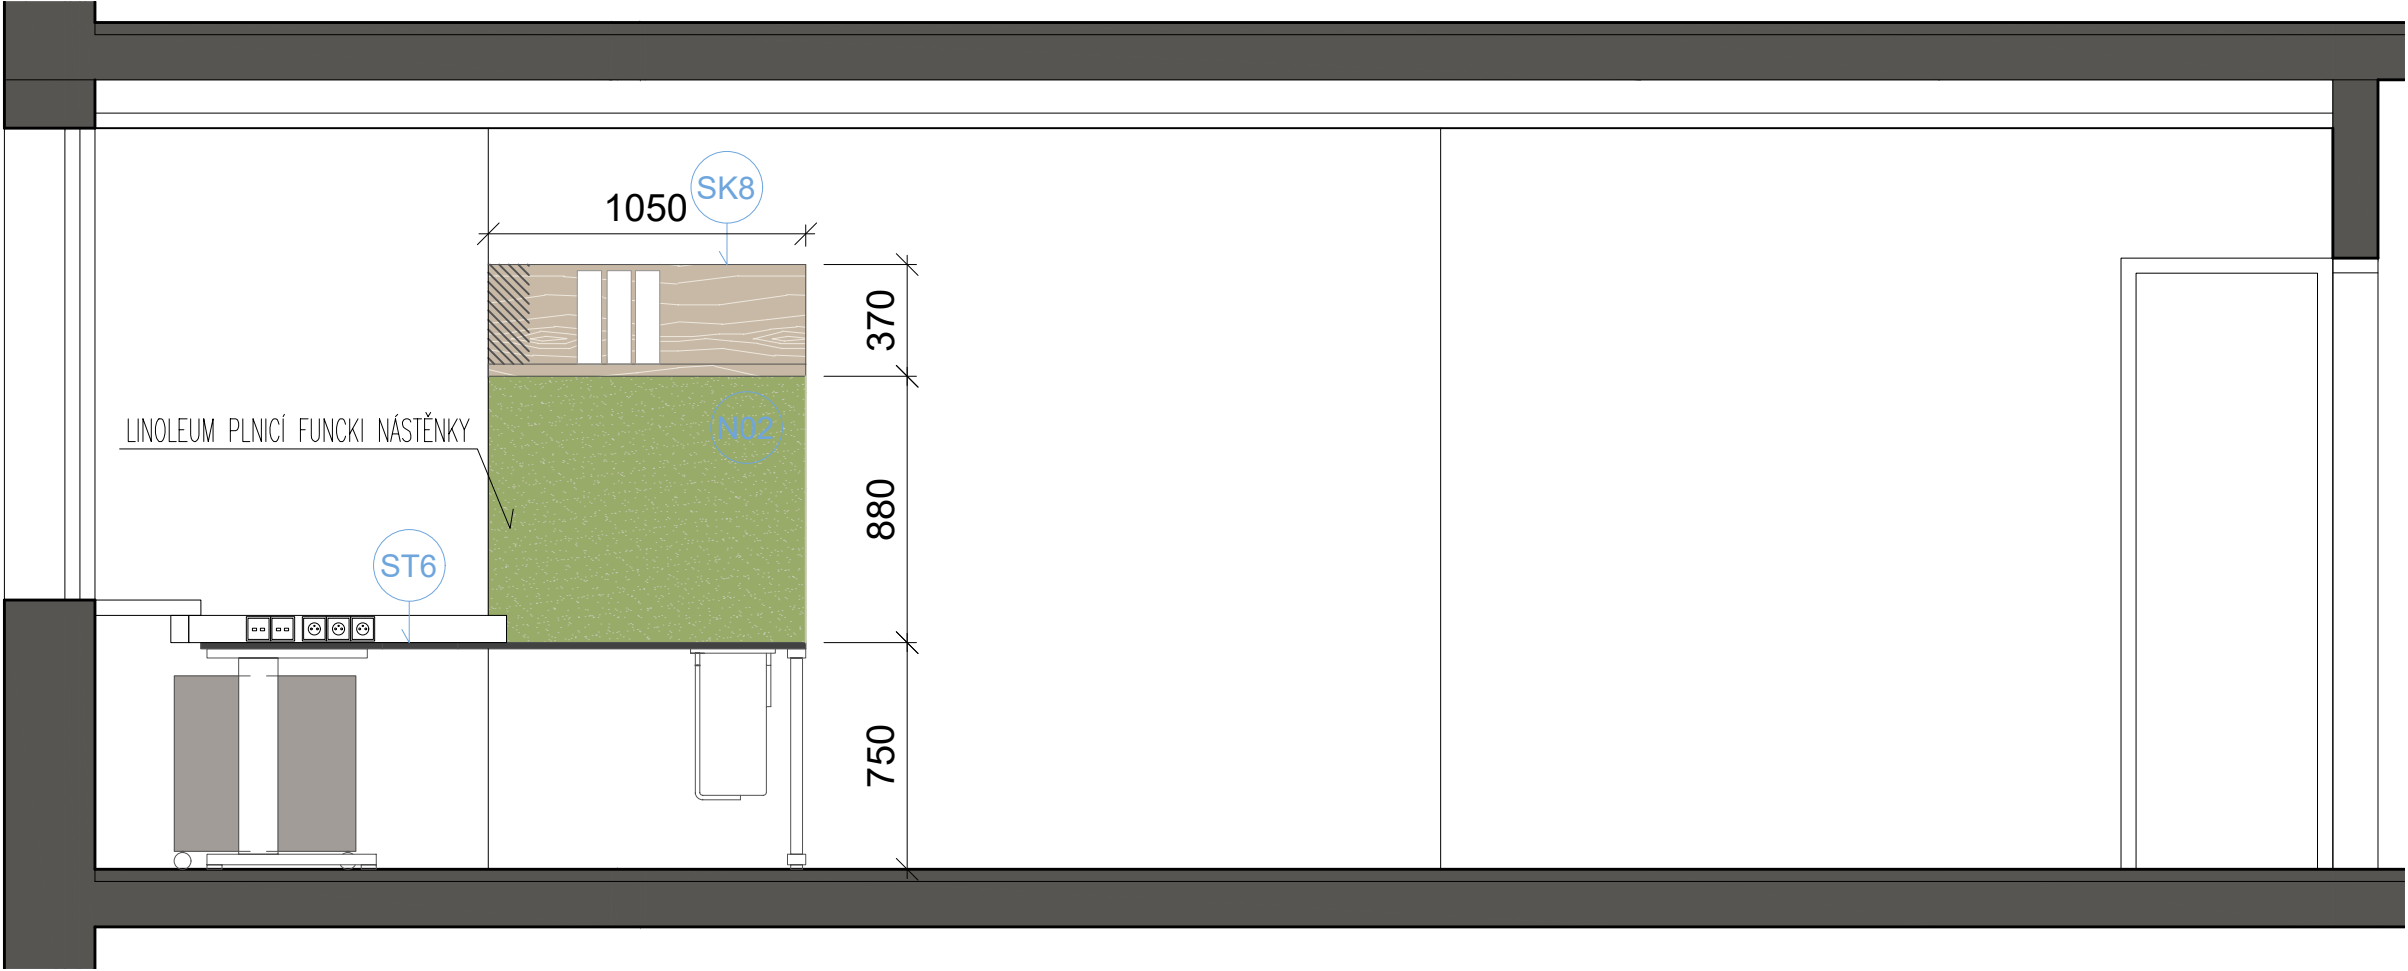 SK8
1050
370
N02
LINOLEUM PLNICÍ FUNCKI NÁSTĚNKY
880
ST6
750